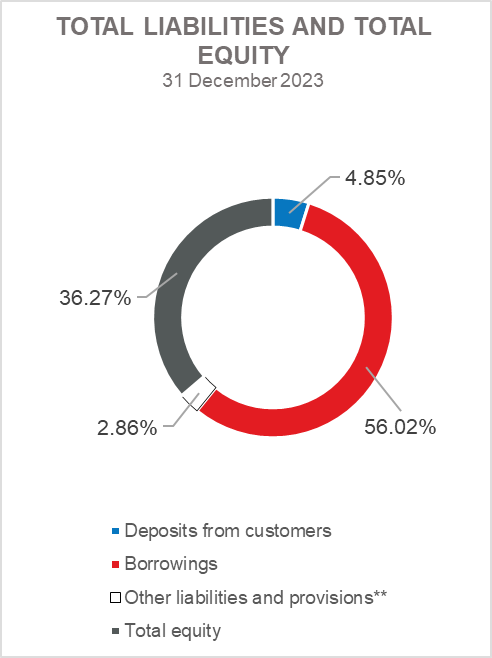 TOTAL LIABILITIES AND TOTAL
EQUITY
31 December 2023
4.85%
36.27%
2.86%
56.02%
Deposits from customers
Borrowings
Other liabilities and provisions**
Total equity